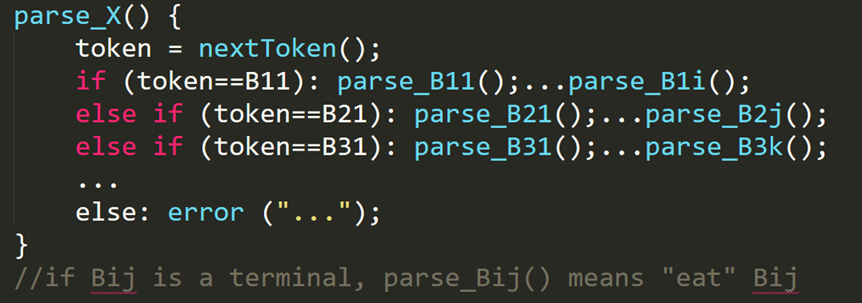 parse_X() {
token = nextToken();
if (token==B11): parse_B11();...parse_B1i();
else if (token==B21): parse_B21();...parse_B2j();
else if (token==B31): parse_B31();...parse_B3k();
...
else: error ("...");
}
//if Bij is a terminal, parse_Bij() means "eat" Bij